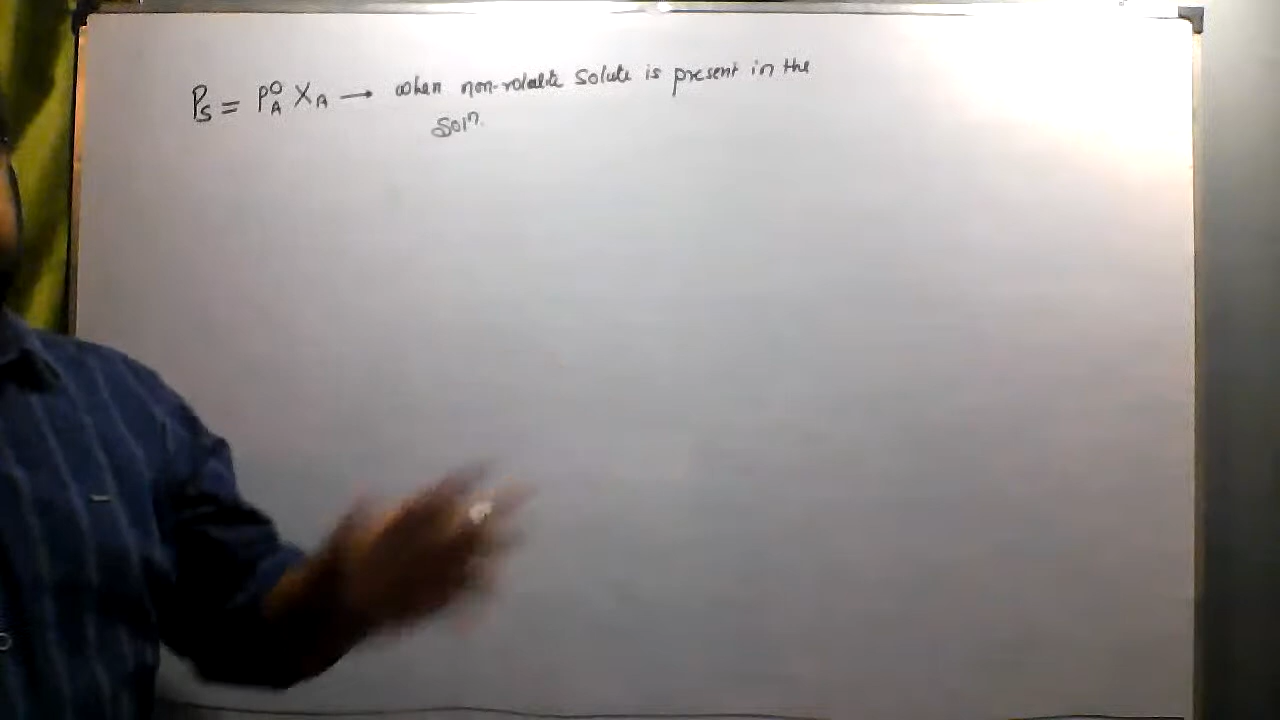 Ps = P°A XA → when non-volatile solute is present in the
Solⁿ.